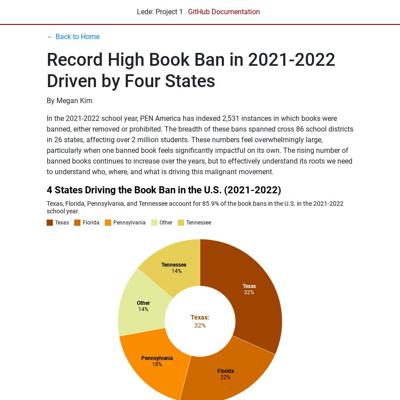 Lede: Project 1 GitHub Documentation
← Back to Home
Record High Book Ban in 2021-2022
Driven by Four States
By Megan Kim
In the 2021-2022 school year, PEN America has indexed 2,531 instances in which books were
banned, either removed or prohibited. The breadth of these bans spanned cross 86 school districts
in 26 states, affecting over 2 million students. These numbers feel overwhelmingly large,
particularly when one banned book feels significantly impactful on its own. The rising number of
banned books continues to increase over the years, but to effectively understand its roots we need
to understand who, where, and what is driving this malignant movement.
4 States Driving the Book Ban in the U.S. (2021-2022)
Texas, Florida, Pennsylvania, and Tennessee account for 85.9% of the book bans in the U.S. in the 2021-2022
school year.
Texas Florida Pennsylvania Other Tennessee
Tennessee
14%
Texas
32%
Other
14%
Texas:
32%
Pennsylvania
18%
Florida
22%